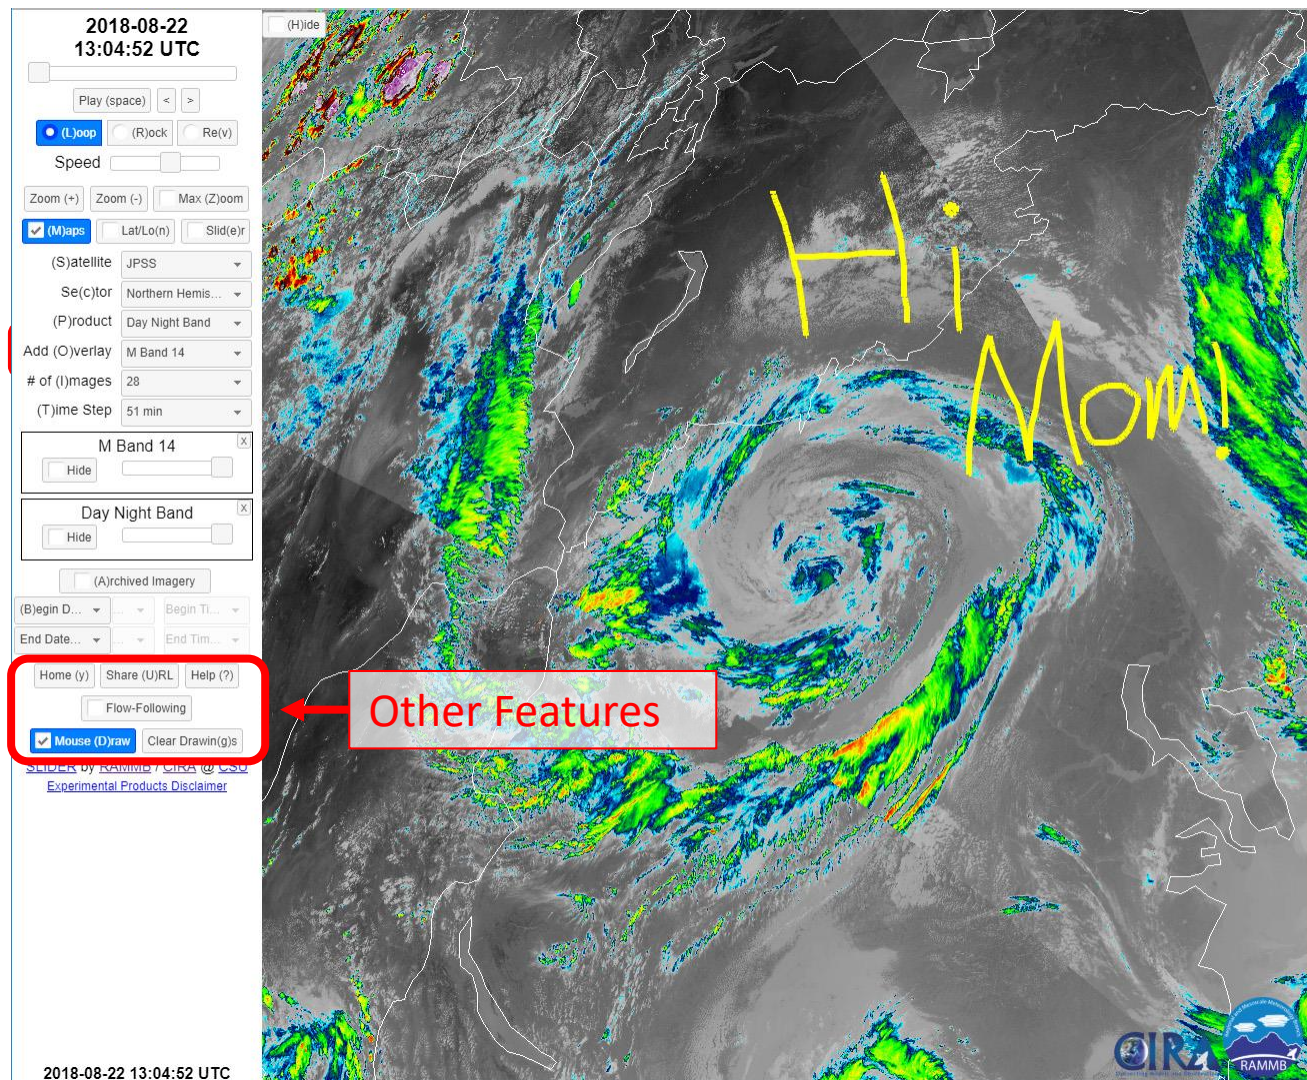 2018-08-22
13:04:52 UTC
(H)ide
Play (space) < >
(L)oop (R)ock Re(v)
Speed
Zoom (+) Zoom (-) Max (Z)oom
(M)aps Lat/Lo(n) Slid(e)r
(S)atellite JPSS
Se(c)tor Northern Hemis...
(P)roduct Day Night Band
Add (O)verlay M Band 14
# of (I)mages 28
(T)ime Step 51 min
M Band 14 X
Hide
Day Night Band X
Hide
(A)rchived Imagery
(B)egin D... ... Begin Ti...
End Date... ... End Tim...
Home (y) Share (U)RL Help (?)
Flow-Following
Mouse (D)raw Clear Drawin(g)s
SLIDER by RAMMB / CIRA @ CSU
Experimental Products Disclaimer
2018-08-22 13:04:52 UTC
Hi
Mom!
Other Features
CIRA
RAMMB